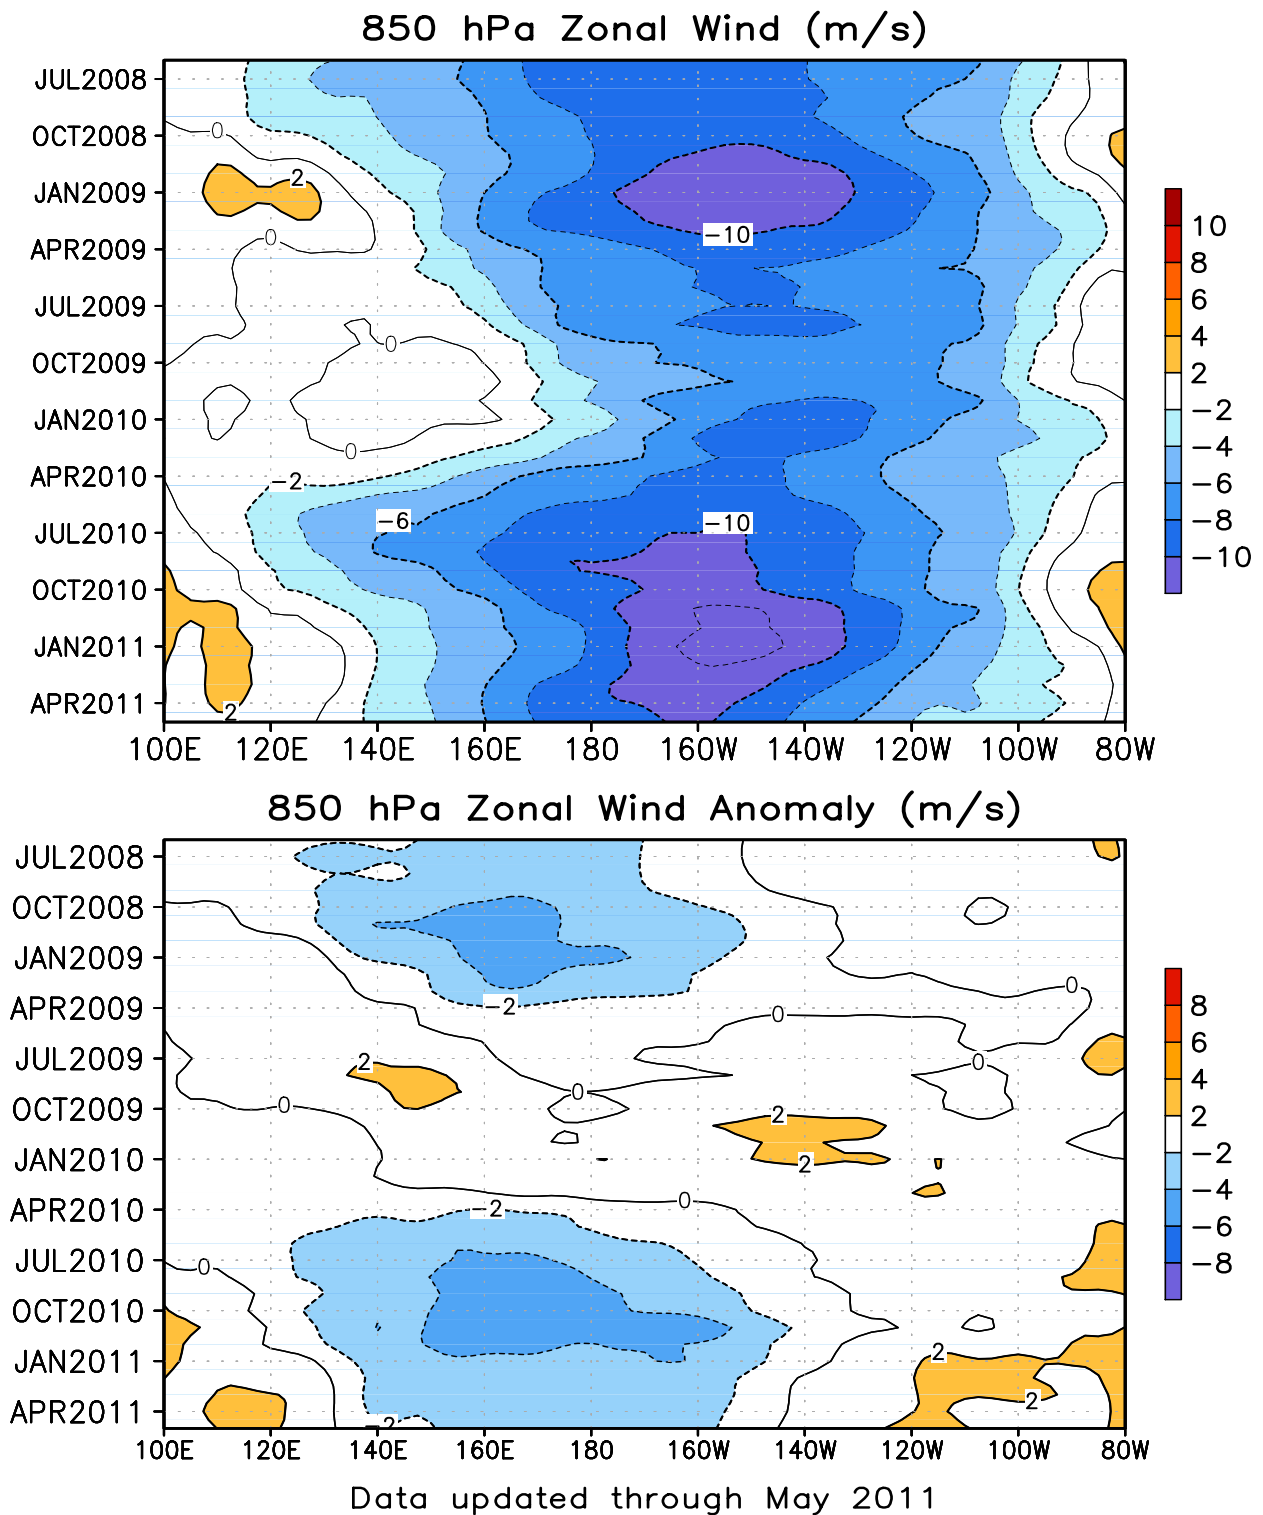 850 hPa Zonal Wind (m/s)
JUL2008
OCT2008
JAN2009
APR2009
JUL2009
OCT2009
JAN2010
APR2010
JUL2010
OCT2010
JAN2011
APR2011
0
2
0
-10
0
0
-2
-6
-10
2
10
8
6
4
2
-2
-4
-6
-8
-10
100E 120E 140E 160E 180 160W 140W 120W 100W 80W
850 hPa Zonal Wind Anomaly (m/s)
JUL2008
OCT2008
JAN2009
APR2009
JUL2009
OCT2009
JAN2010
APR2010
JUL2010
OCT2010
JAN2011
APR2011
-2
0
0
2
0
0
0
2
2
0
-2
0
2
2
-2
8
6
4
2
-2
-4
-6
-8
100E 120E 140E 160E 180 160W 140W 120W 100W 80W
Data updated through May 2011